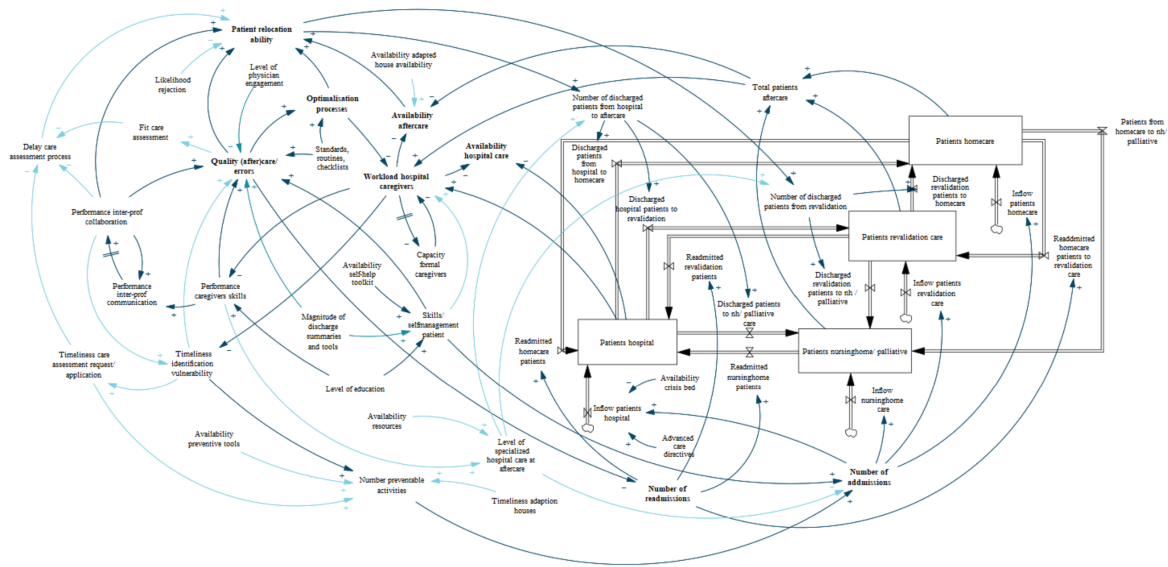 Patient relocation
ability
Availability adapted
house availability
Level of
physician
engagement
Likelihood
rejection
Optimalisation
processes
Availability
aftercare
Number of discharged
patients from hospital
to aftercare
Total patients
aftercare
Patients from
homecare to nh/
palliative
Patients homecare
Delay care
assessment process
Fit care
assessment
Quality (after)care/
errors
Standards,
routines,
checklists
Workload hospital
caregivers
Availability
hospital care
Discharged
patients
from
hospital to
homecare
Discharged
hospital patients to
revalidation
Number of discharged
patients from revalidation
Discharged
revalidation
patients to
homecare
Inflow
patients
homecare
Performance inter-prof
collaboration
Patients revalidation care
Readdmitted
homecare
patients to
revalidation
care
Capacity
formal
caregivers
Availability
self-help
toolkit
Performance
inter-prof
communication
Performance
caregivers skills
Readmitted
revalidation
patients
Discharged
revalidation
patients to nh /
palliative
Inflow patients
revalidation
care
Discharged patients
to nh/ palliative
care
Magnitude of
discharge
summaries
and tools
Skills/
selfmanagement
patient
Readmitted
homecare
patients
Patients hospital
Patients nursinghome/ palliative
Timeliness care
assessment request/
application
Timeliness
identification
vulnerability
Level of education
Readmitted
nursinghome
patients
Availability
crisis bed
Inflow patients
hospital
Inflow
nursinghome
care
Availability
resources
Availability
preventive tools
Level of
specialized
hospital care at
aftercare
Advanced
care
directives
Number preventable
activities
Timeliness adaption
houses
Number of
readmissions
Number of
addmissions